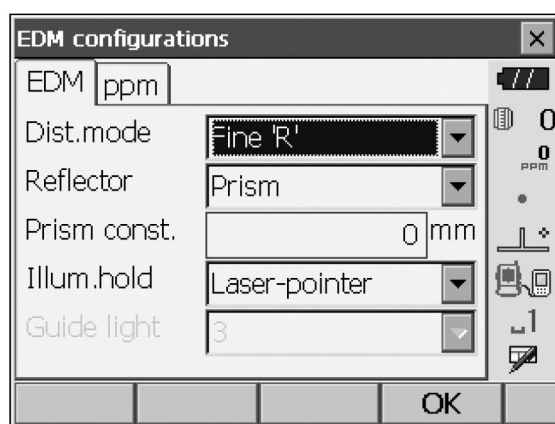 EDM configurations
EDM ppm
0
0
ppm
Dist.mode Fine 'R'
Reflector Prism
Prism const. 0 mm
Illum.hold Laser-pointer
Guide light 3
1
OK